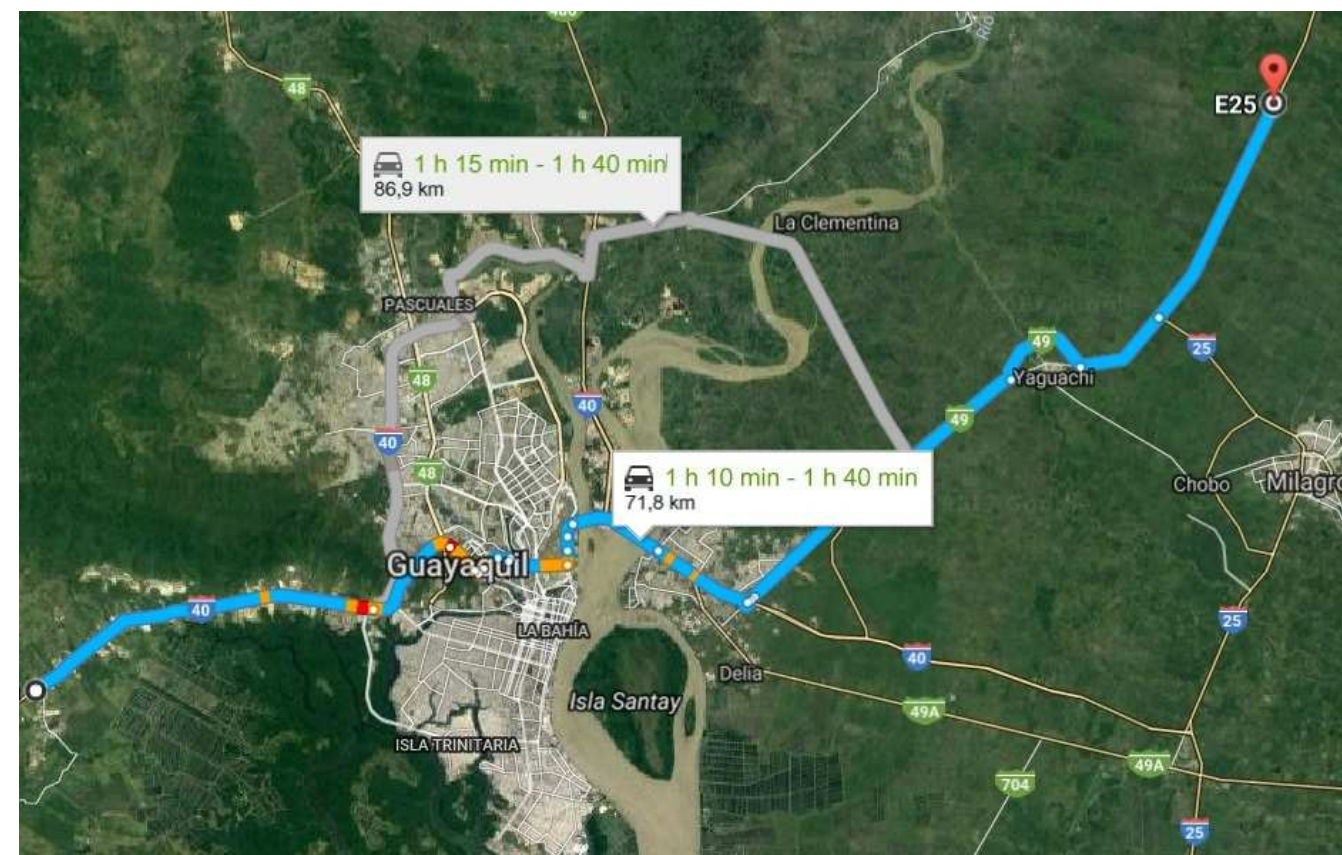 48
E25
1 h 15 min - 1 h 40 min
86,9 km
La Clementina
PASCUALES
49
25
48
Yaguachi
40
49
40
48
1 h 10 min - 1 h 40 min
71,8 km
Chobo
Milagro
Guayaquil
40
25
LA BAHÍA
40
Delia
Isla Santay
49A
ISLA TRINITARIA
49A
704
25